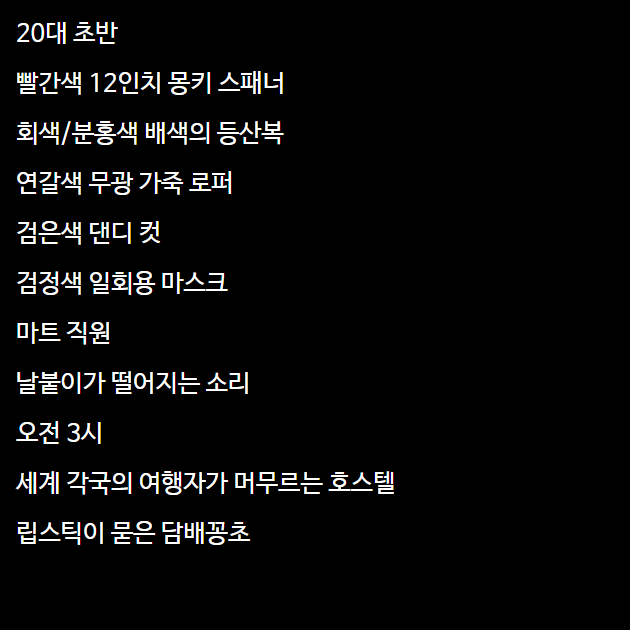 20대 초반
빨간색 12인치 몽키 스패너
회색/분홍색 배색의 등산복
연갈색 무광 가죽 로퍼
검은색 댄디 컷
검정색 일회용 마스크
마트 직원
날붙이가 떨어지는 소리
오전 3시
세계 각국의 여행자가 머무르는 호스텔
립스틱이 묻은 담배꽁초